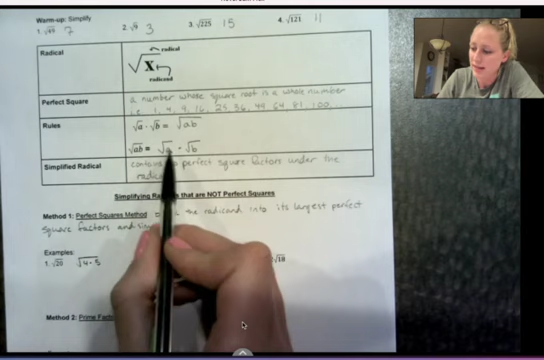 Warm-up: Simplify
1. √49 7 2. √9 3 3. √225 15 4. √121 11
Radical
radical
√x
radicand
Perfect Square
a number whose square root is a whole number
i.e. 1, 4, 9, 16, 25, 36, 49, 64, 81, 100...
Rules
√a · √b = √ab
√ab = √a · √b
Simplified Radical
perfect square factors under the
Simplifying that are NOT Perfect Squares
Method 1: Perfect Squares Method the radicand into its largest perfect
square factors and
Examples:
1. √20 √4·5 √18
Method 2: Prime